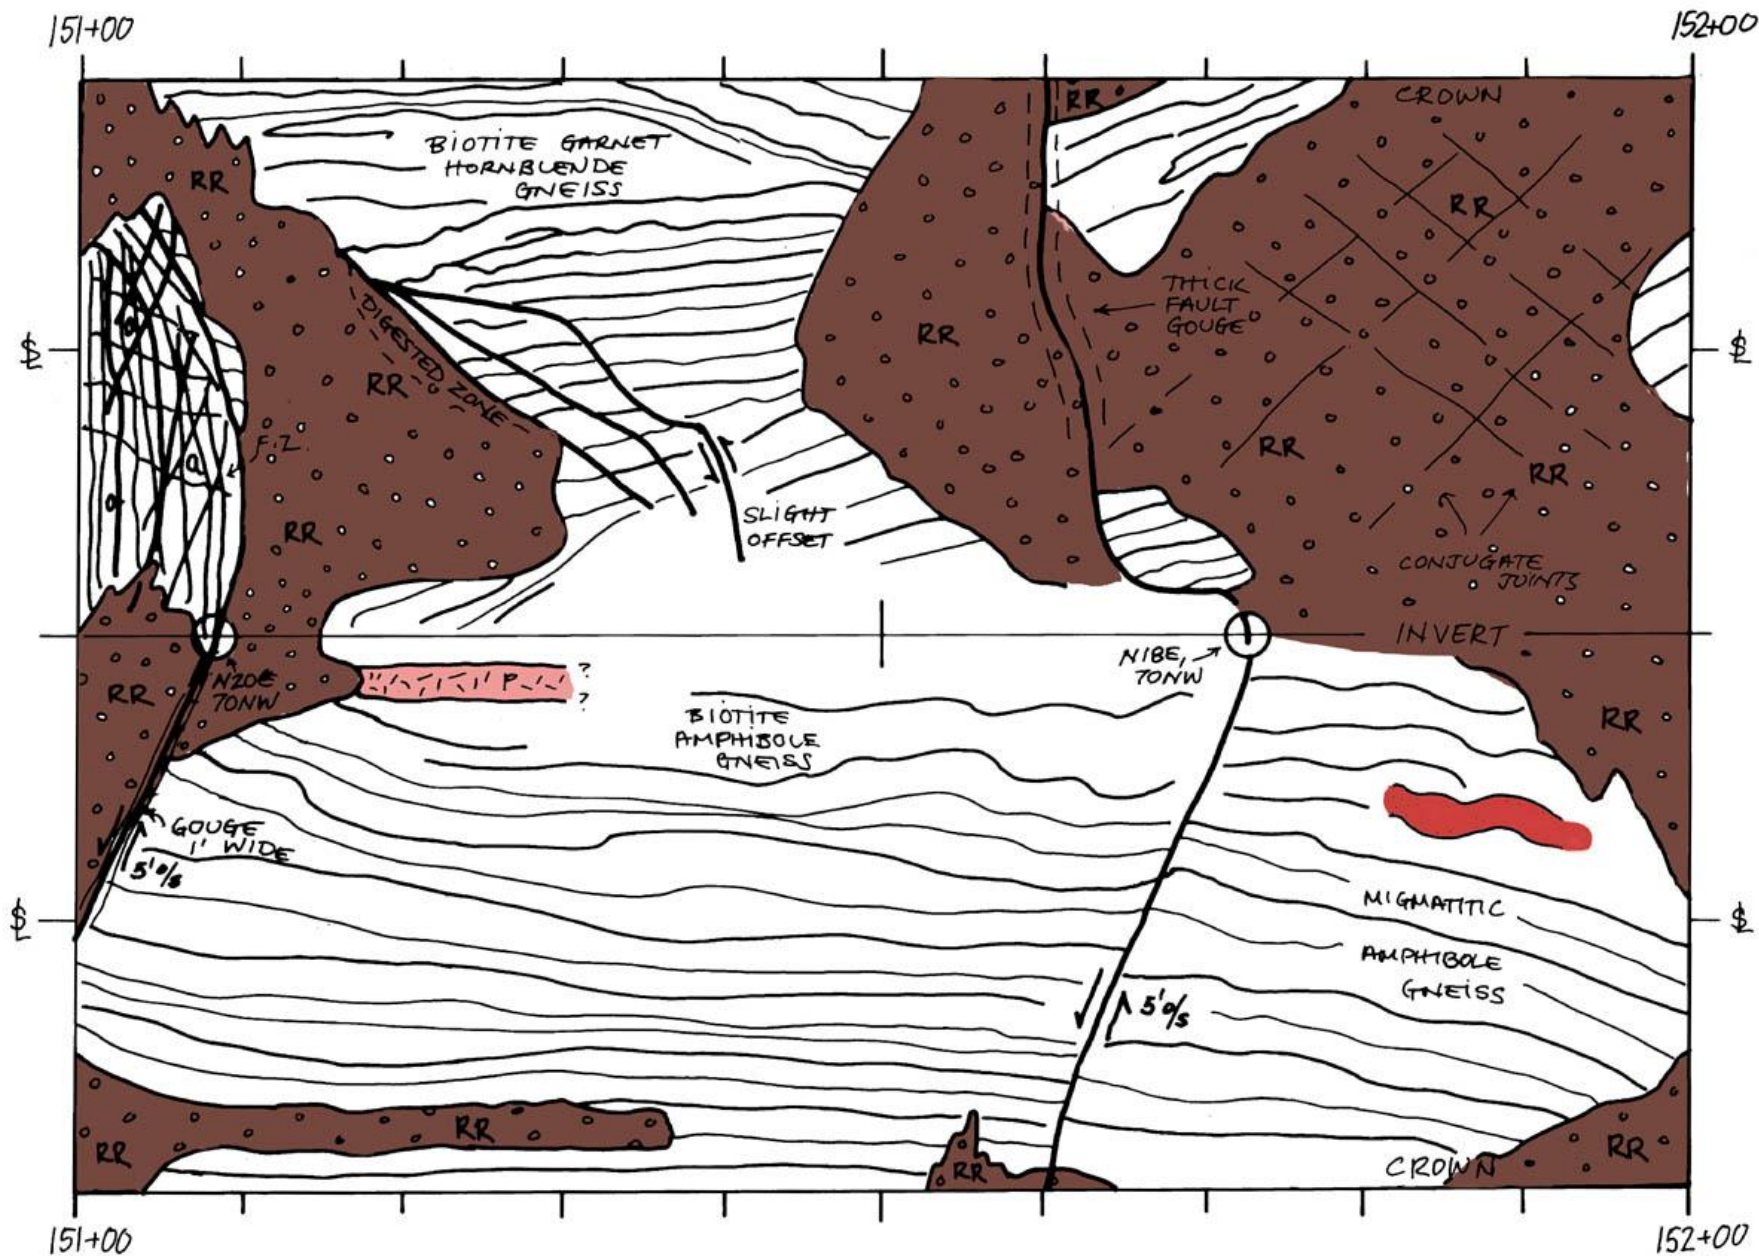 151+00
152+00
CROWN
RR
BIOTITE GARNET
HORNBLENDE
GNEISS
RR
RR
THICK
FAULT
GOUGE
DIGESTED ZONE
RR
RR
P
F.Z.
RR
RR
RR
SLIGHT
OFFSET
CONJUGATE
JOINTS
INVERT
N20E
70NW
RR
P
?
?
N18E,
70NW
BIOTITE
AMPHIBOLE
GNEISS
RR
GOUGE
1' WIDE
5' o/s
MIGMATITIC
AMPHIBOLE
GNEISS
5' o/s
RR
RR
RR
RR
CROWN
151+00
152+00